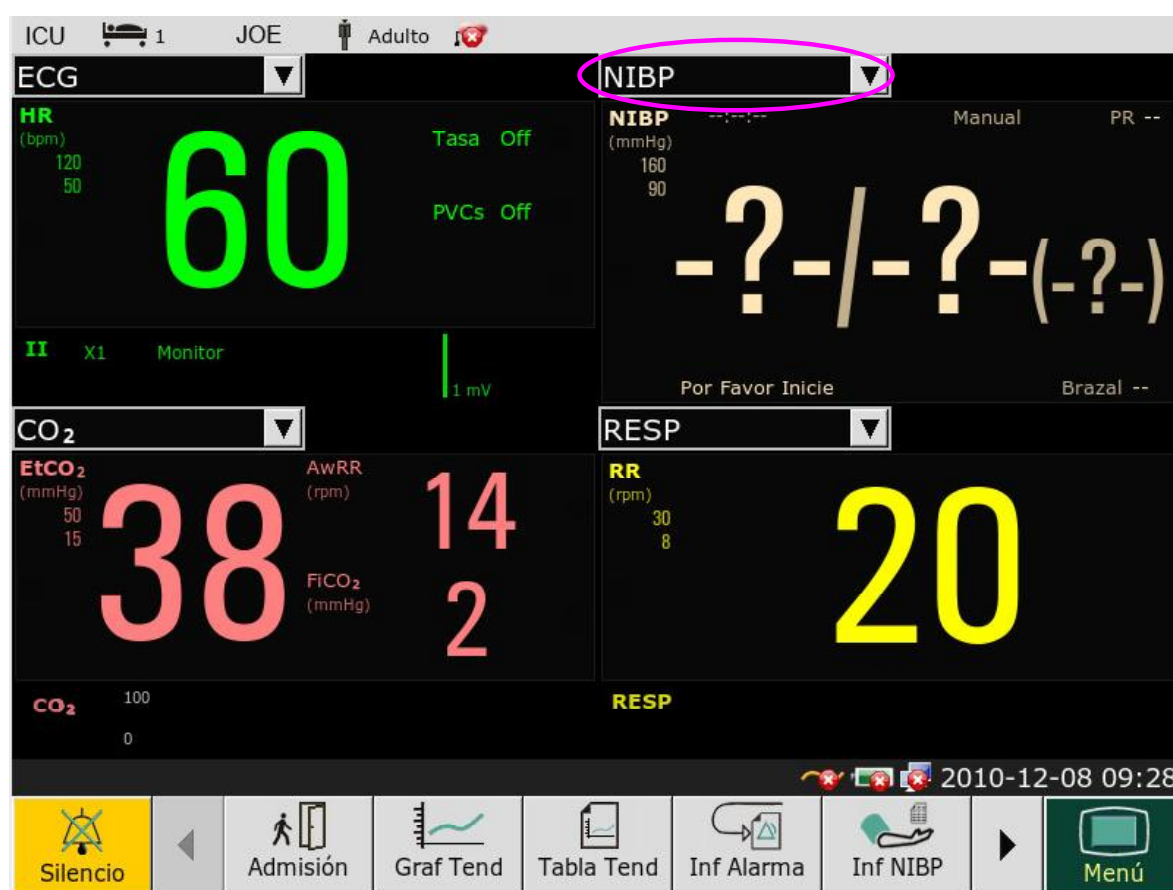 ICU 1 JOE Adulto
ECG
HR
(bpm)
120
50
60
Tasa Off
PVCs Off
II X1 Monitor
1 mV
NIBP
NIBP --:--:-- Manual PR --
(mmHg)
160
90
-?-/-?-(-?-)
Por Favor Inicie Brazal --
CO₂
EtCO₂
(mmHg)
50
15
38
AwRR
(rpm)
14
FiCO₂
(mmHg)
2
CO₂
100
0
RESP
RR
(rpm)
30
8
20
RESP
2010-12-08 09:28
Silencio
Admisión
Graf Tend
Tabla Tend
Inf Alarma
Inf NIBP
Menú